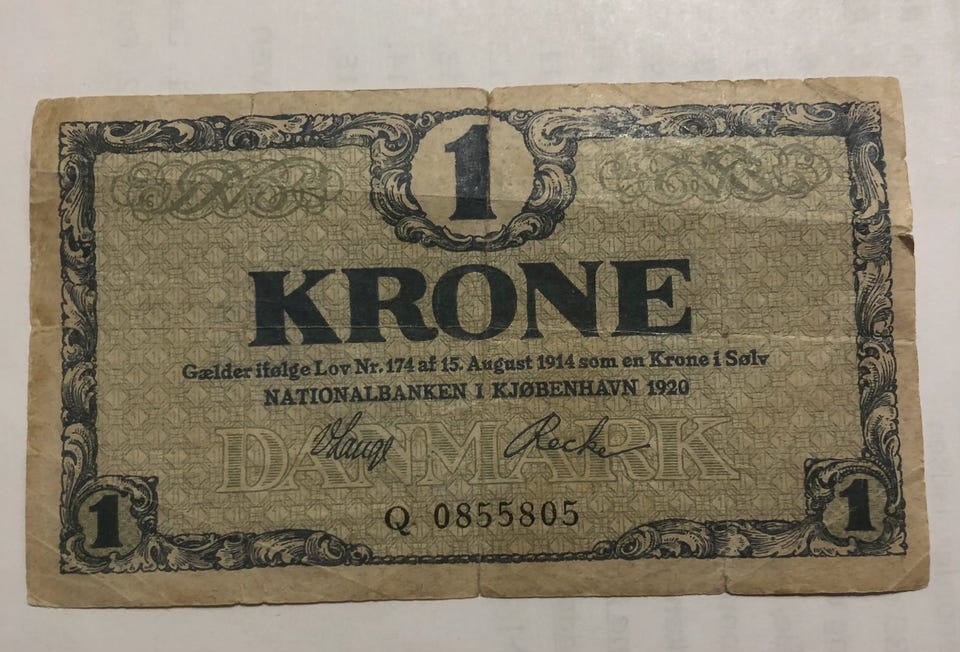 1
KRONE
Gælder ifølge Lov Nr. 174 af 15. August 1914 som en Krone i Sølv
NATIONALBANKEN I KJØBENHAVN 1920
DANMARK
VLange Recke
Q 0855805
1 1